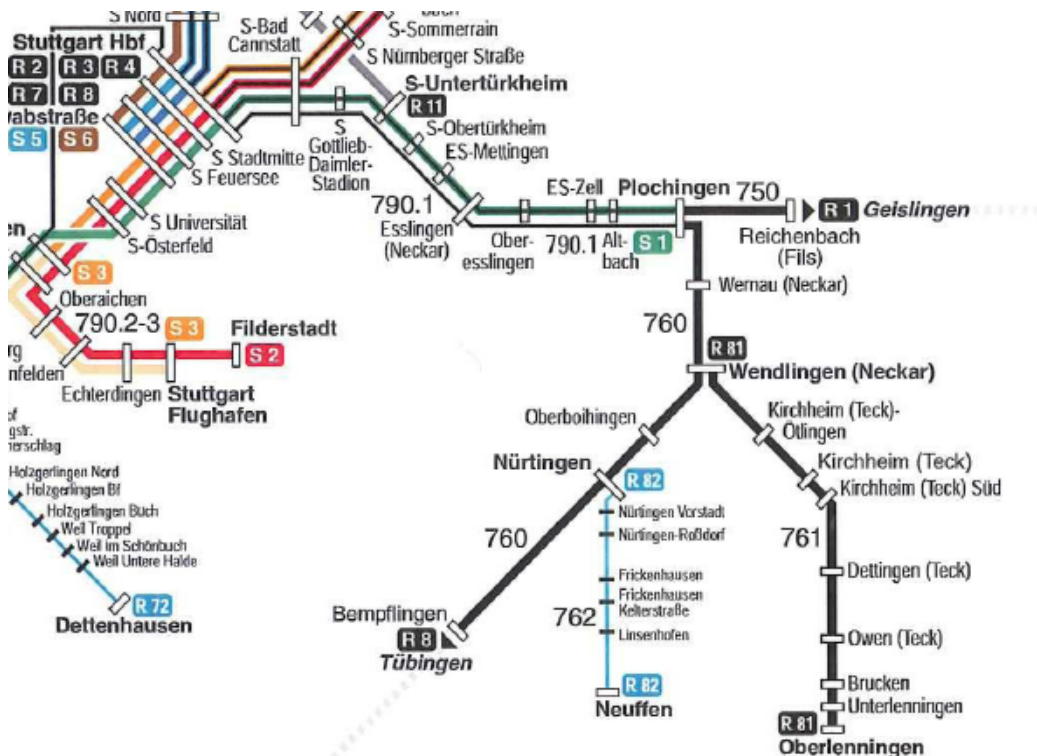 S Nord
S-Bad
Cannstatt
S-Sommerrain
S Nürnberger Straße
Stuttgart Hbf
R 2 R 3 R 4
R 7 R 8
S 5 S 6
S-Untertürkheim
R 11
S-Obertürkheim
ES-Mettingen
S Stadtmitte
S Feuersee
S
Gottlieb-
Daimler-
Stadion
S Universität
S-Österfeld
790.1
Esslingen
(Neckar)
ES-Zell
Plochingen
750
R 1 Geislingen
Reichenbach
(Fils)
Ober-
esslingen
790.1
Alt-
bach
S 1
Wernau (Neckar)
S 3
Oberaichen
790.2-3
S 3
Filderstadt
S 2
Echterdingen
Stuttgart
Flughafen
760
R 81
Wendlingen (Neckar)
Oberboihingen
Kirchheim (Teck)-
Ötlingen
Nürtingen
R 82
Kirchheim (Teck)
Kirchheim (Teck) Süd
Holzgerlingen Nord
Holzgerlingen Bf
Holzgerlingen Buch
Weil Troppel
Weil im Schönbuch
Weil Untere Halde
R 72
Dettenhausen
760
Nürtingen Vorstadt
Nürtingen-Roßdorf
761
Dettingen (Teck)
Frickenhausen
Frickenhausen
Kelterstraße
762
Linsenhofen
Bempflingen
R 8
Tübingen
Owen (Teck)
Brucken
Unterlenningen
R 82
Neuffen
R 81
Oberlenningen